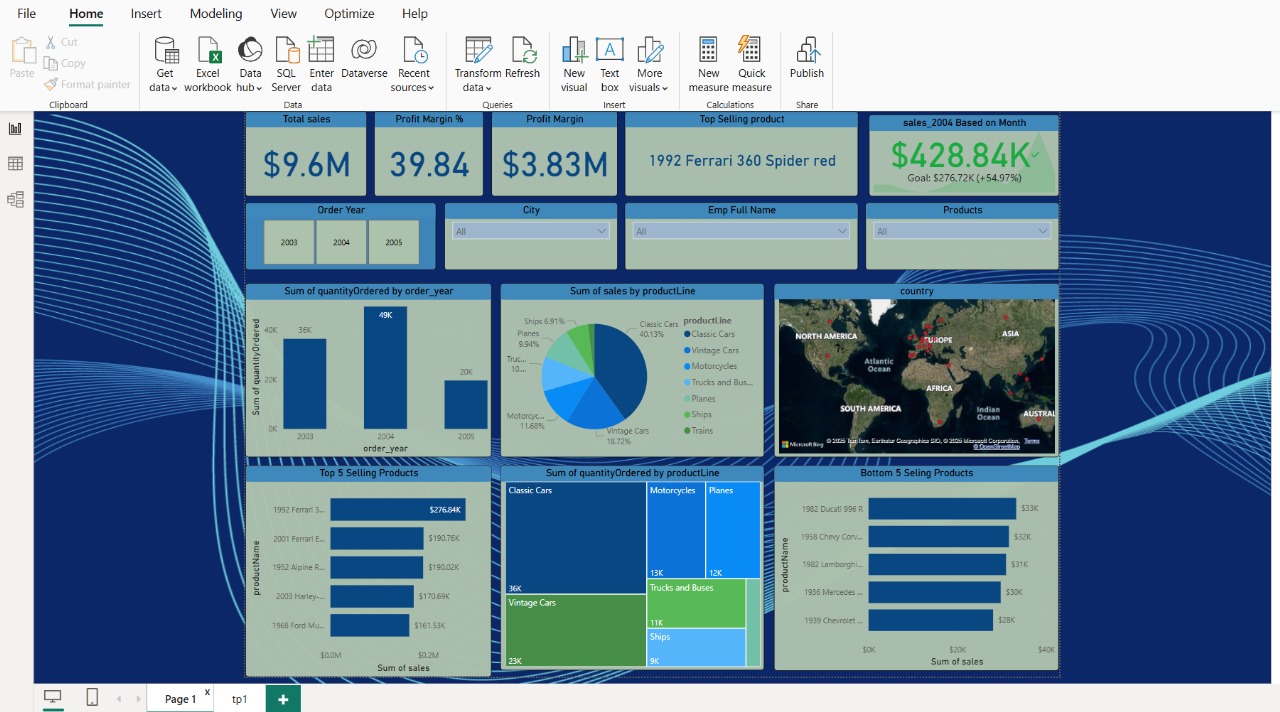 File Home Insert Modeling View Optimize Help
Paste
Cut
Copy
Format painter
Clipboard
Get data
Excel workbook
Data hub
SQL Server
Enter data
Dataverse
Recent sources
Data
Transform data
Refresh
Queries
New visual
Text box
More visuals
Insert
New measure
Quick measure
Calculations
Publish
Share
Total sales
$9.6M
Profit Margin %
39.84
Profit Margin
$3.83M
Top Selling product
1992 Ferrari 360 Spider red
sales_2004 Based on Month
$428.84K
Goal: $276.72K (+54.97%)
Order Year
2003 2004 2005
City
All
Emp Full Name
All
Products
All
Sum of quantityOrdered by order_year
Sum of quantityOrdered
40K
20K
0K
36K
49K
20K
2003 2004 2005
order_year
Sum of sales by productLine
Ships 6.91%
Planes
9.94%
Truc...
10....
Motorcyc...
11.68%
Vintage Cars
18.72%
Classic Cars
40.13%
productLine
Classic Cars
Vintage Cars
Motorcycles
Trucks and Bus...
Planes
Ships
Trains
country
NORTH AMERICA
EUROPE
ASIA
Atlantic
Ocean
AFRICA
SOUTH AMERICA
Indian
Ocean
AUSTRAL
Microsoft Bing
© 2025 TomTom, Earthstar Geographics SIO, © 2025 Microsoft Corporation, Terms
© OpenStreetMap
Top 5 Selling Products
productName
1992 Ferrari 3... $276.84K
2001 Ferrari E... $190.76K
1952 Alpine R... $190.02K
2003 Harley-... $170.69K
1968 Ford Mu... $161.53K
$0.0M $0.2M
Sum of sales
Sum of quantityOrdered by productLine
Classic Cars
36K
Vintage Cars
23K
Motorcycles
13K
Planes
12K
Trucks and Buses
11K
Ships
9K
Bottom 5 Seling Products
productName
1982 Ducati 996 R $33K
1958 Chevy Corv... $32K
1982 Lamborghi... $31K
1936 Mercedes ... $30K
1939 Chevrolet ... $28K
$0K $20K $40K
Sum of sales
Page 1 x
tp1
+